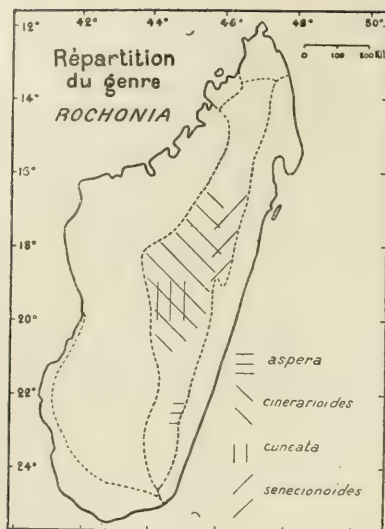 42°O 44° 46° 48° 50°
12°
Répartition
du genre
ROCHONIA
0 100 200 Kil
14°
16°
18°
20°
22°
24°
aspera
cinerarioides
cuneata
senecionoides